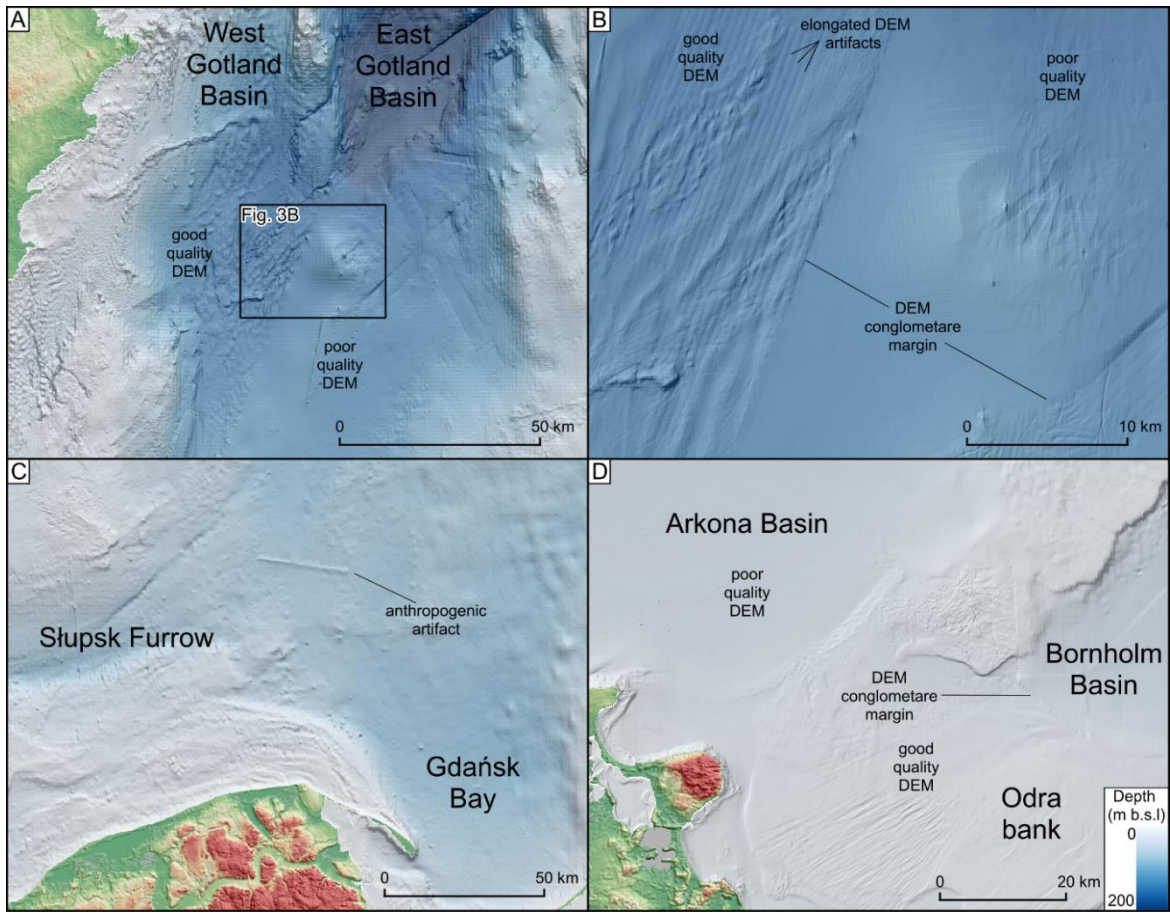 A
West
Gotland
Basin
East
Gotland
Basin
Fig. 3B
good
quality
DEM
poor
quality
DEM
0
50 km
B
good
quality
DEM
elongated DEM
artifacts
poor
quality
DEM
DEM
conglometare
margin
0
10 km
C
anthropogenic
artifact
Słupsk Furrow
Gdańsk
Bay
0
50 km
D
Arkona Basin
poor
quality
DEM
Bornholm
Basin
DEM
conglometare
margin
good
quality
DEM
Odra
bank
0
20 km
Depth
(m b.s.l)
0
200